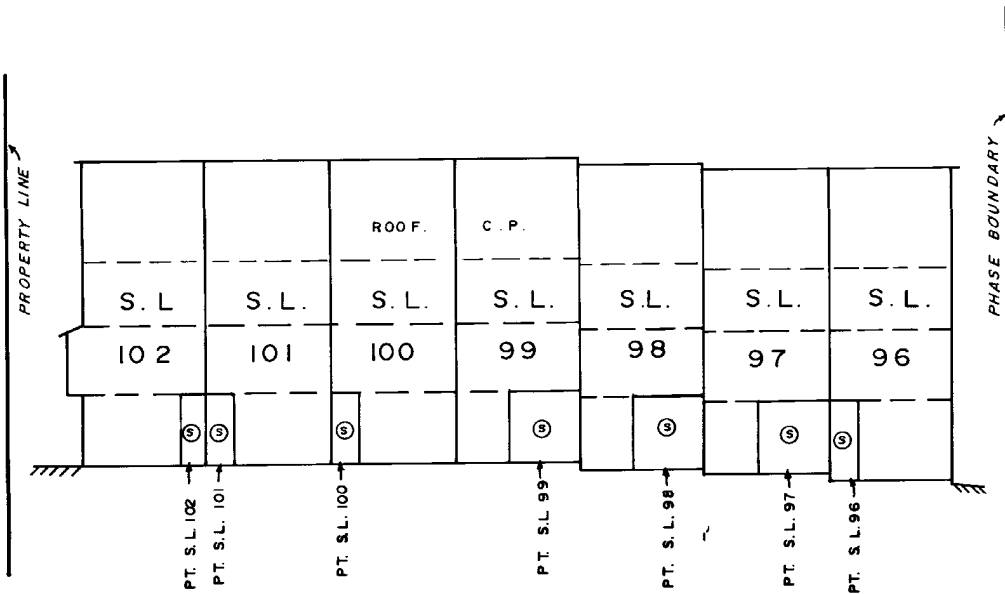 PROPERTY LINE
PHASE BOUNDARY
ROOF. C.P.
S.L S.L. S.L. S.L. S.L. S.L. S.L.
102 101 100 99 98 97 96
S S S S S S S
PT. S.L. 102
PT. S.L. 101
PT. S.L. 100
PT. S.L. 99
PT. S.L. 98
PT. S.L. 97
PT. S.L. 96